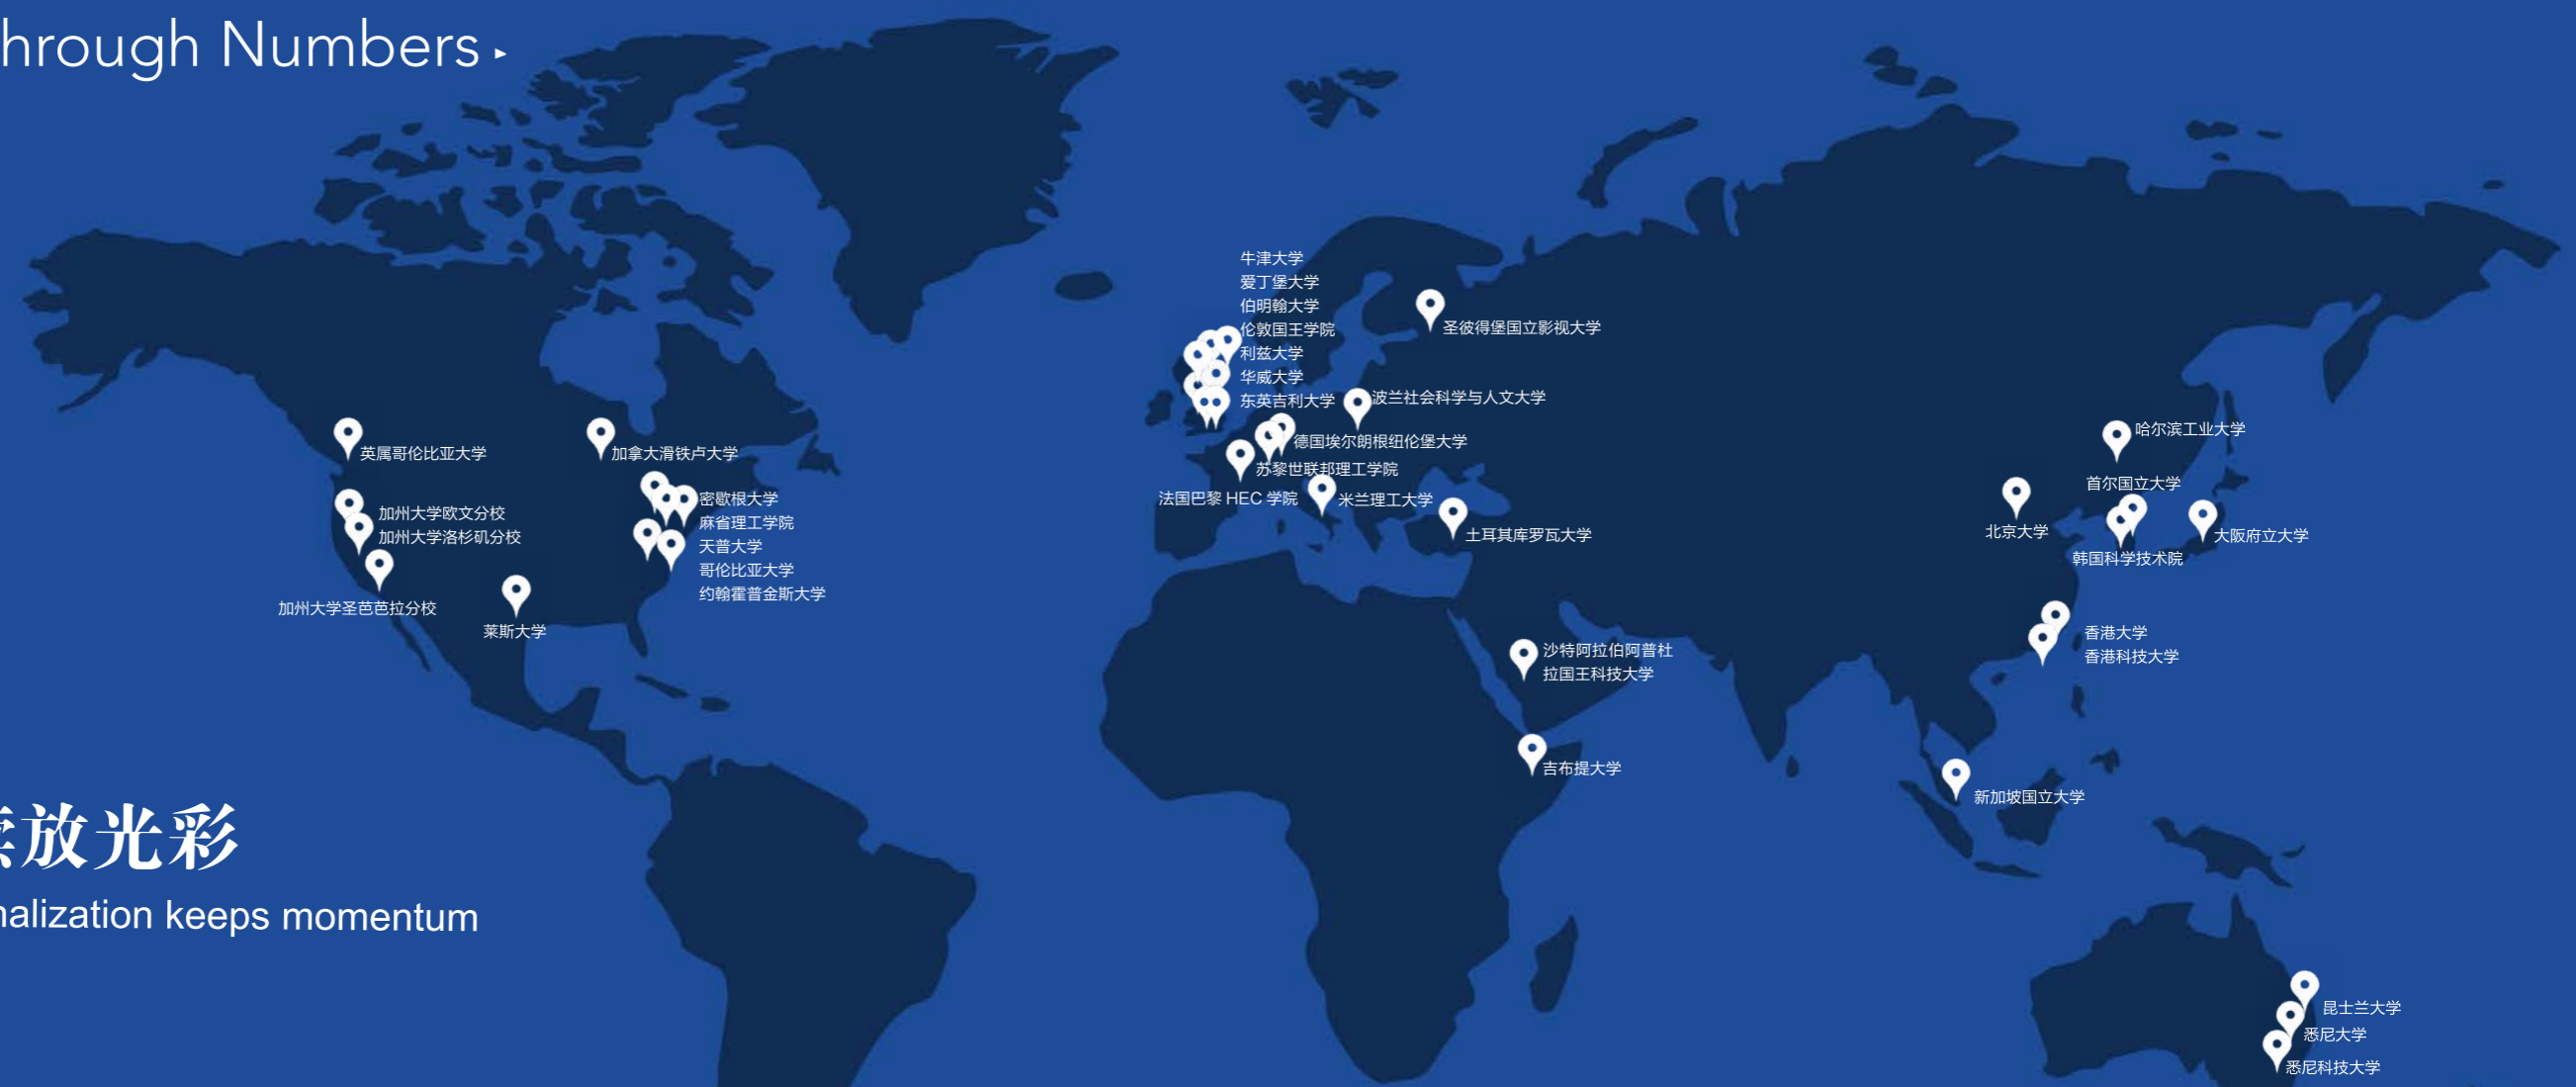 hrough Numbers ▸
牛津大学
爱丁堡大学
伯明翰大学
伦敦国王学院
利兹大学
华威大学
东英吉利大学
圣彼得堡国立影视大学
波兰社会科学与人文大学
德国埃尔朗根纽伦堡大学
苏黎世联邦理工学院
法国巴黎 HEC 学院
米兰理工大学
土耳其库罗瓦大学
英属哥伦比亚大学
加拿大滑铁卢大学
密歇根大学
麻省理工学院
天普大学
哥伦比亚大学
约翰霍普金斯大学
加州大学欧文分校
加州大学洛杉矶分校
加州大学圣芭芭拉分校
莱斯大学
哈尔滨工业大学
首尔国立大学
北京大学
大阪府立大学
韩国科学技术院
香港大学
香港科技大学
沙特阿拉伯阿普杜
拉国王科技大学
吉布提大学
新加坡国立大学
放光彩
nalization keeps momentum
昆士兰大学
悉尼大学
悉尼科技大学